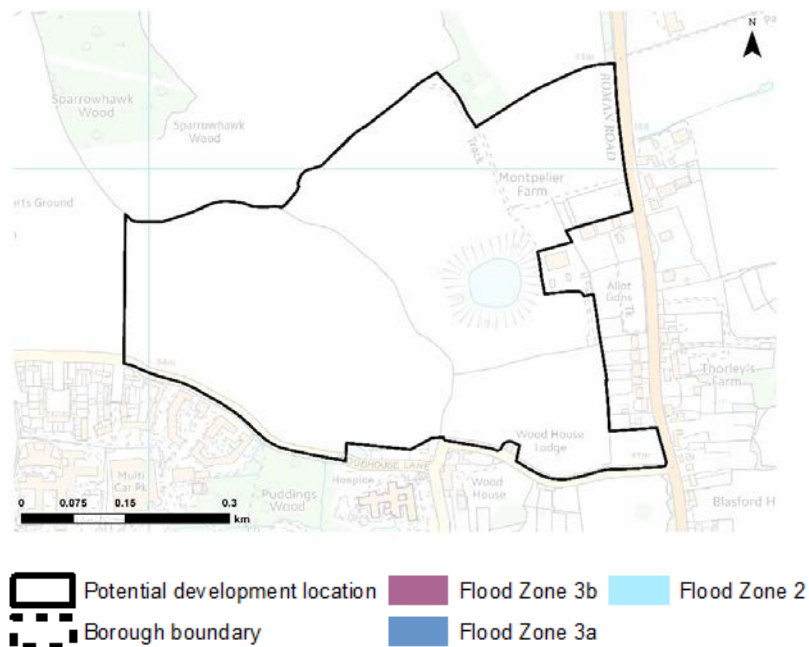 N
Sparrowhawk
Wood
Sparrowhawk
Wood
ROMAN ROAD
Track
Montpelier
Farm
rts Ground
Allot
Gdns
Thorley's
Farm
Wood House
Lodge
Multi
Car Pk
Puddings
Wood
Hospice
ODHOUSE LANE
Wood
House
Blasford H
0 0.075 0.15 0.3
km
Potential development location
Flood Zone 3b
Flood Zone 2
Borough boundary
Flood Zone 3a